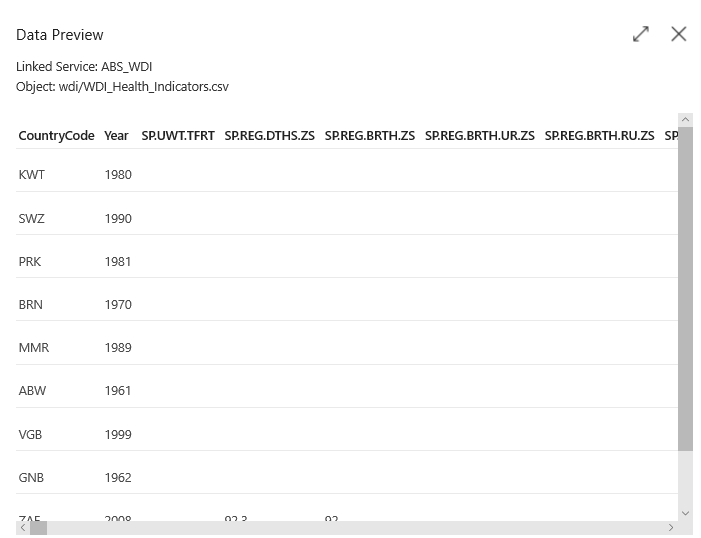 Data Preview
Linked Service: ABS_WDI
Object: wdi/WDI_Health_Indicators.csv
CountryCode Year SP.UWT.TFRT SP.REG.DTHS.ZS SP.REG.BRTH.ZS SP.REG.BRTH.UR.ZS SP.REG.BRTH.RU.ZS SP
KWT 1980
SWZ 1990
PRK 1981
BRN 1970
MMR 1989
ABW 1961
VGB 1999
GNB 1962
ZAF 2008 92.3 92